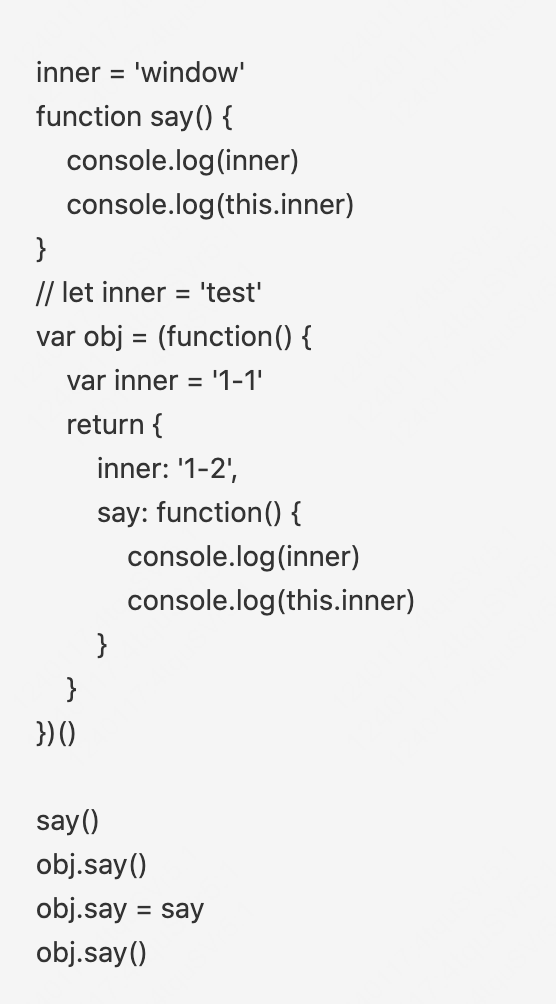 inner = 'window'
function say() {
    console.log(inner)
    console.log(this.inner)
}
// let inner = 'test'
var obj = (function() {
    var inner = '1-1'
    return {
        inner: '1-2',
        say: function() {
            console.log(inner)
            console.log(this.inner)
        }
    }
})()

say()
obj.say()
obj.say = say
obj.say()